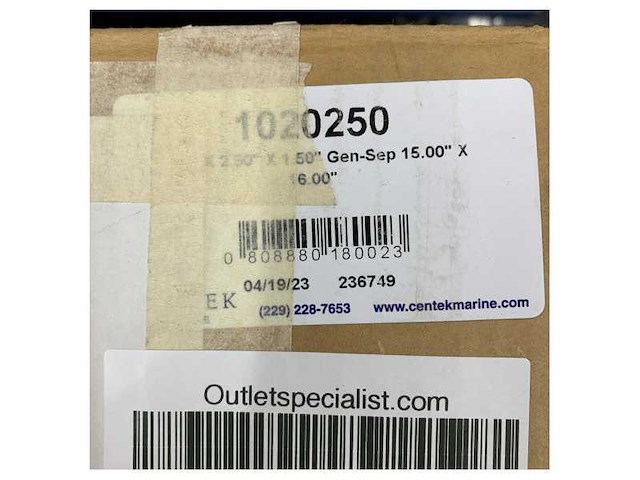 1020250
X 2.50" X 1.50" Gen-Sep 15.00" X
16.00"
0 808880 180023
04/19/23 236749
EK
(229) 228-7653 www.centekmarine.com
Outletspecialist.com